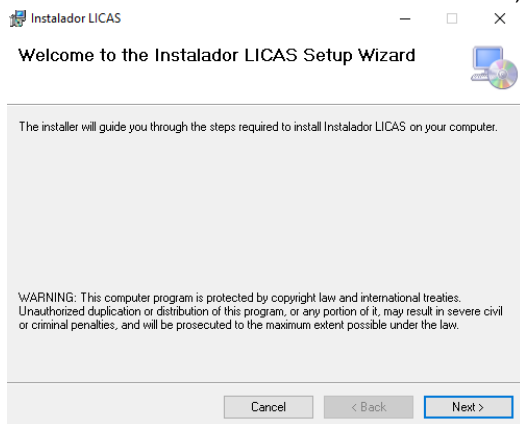 Instalador LICAS
Welcome to the Instalador LICAS Setup Wizard
The installer will guide you through the steps required to install Instalador LICAS on your computer.
WARNING: This computer program is protected by copyright law and international treaties.
Unauthorized duplication or distribution of this program, or any portion of it, may result in severe civil
or criminal penalties, and will be prosecuted to the maximum extent possible under the law.
Cancel
< Back
Next >